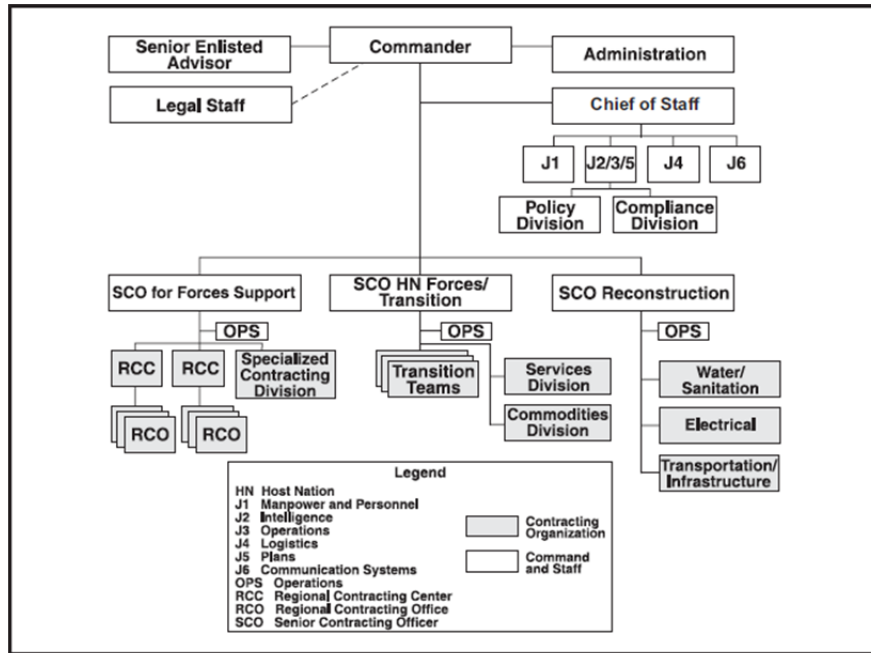 Commander
Senior Enlisted
Advisor
Administration
Legal Staff
Chief of Staff
J1
J2/3/5
J4
J6
Policy
Division
Compliance
Division
SCO for Forces Support
SCO HN Forces/
Transition
SCO Reconstruction
OPS
OPS
OPS
RCC
RCC
Specialized
Contracting
Division
Transition
Teams
Services
Division
Water/
Sanitation
RCO
RCO
Commodities
Division
Electrical
Transportation/
Infrastructure
Legend
HN Host Nation
J1 Manpower and Personnel
J2 Intelligence
J3 Operations
J4 Logistics
J5 Plans
J6 Communication Systems
OPS Operations
RCC Regional Contracting Center
RCO Regional Contracting Office
SCO Senior Contracting Officer
Contracting
Organization
Command
and Staff